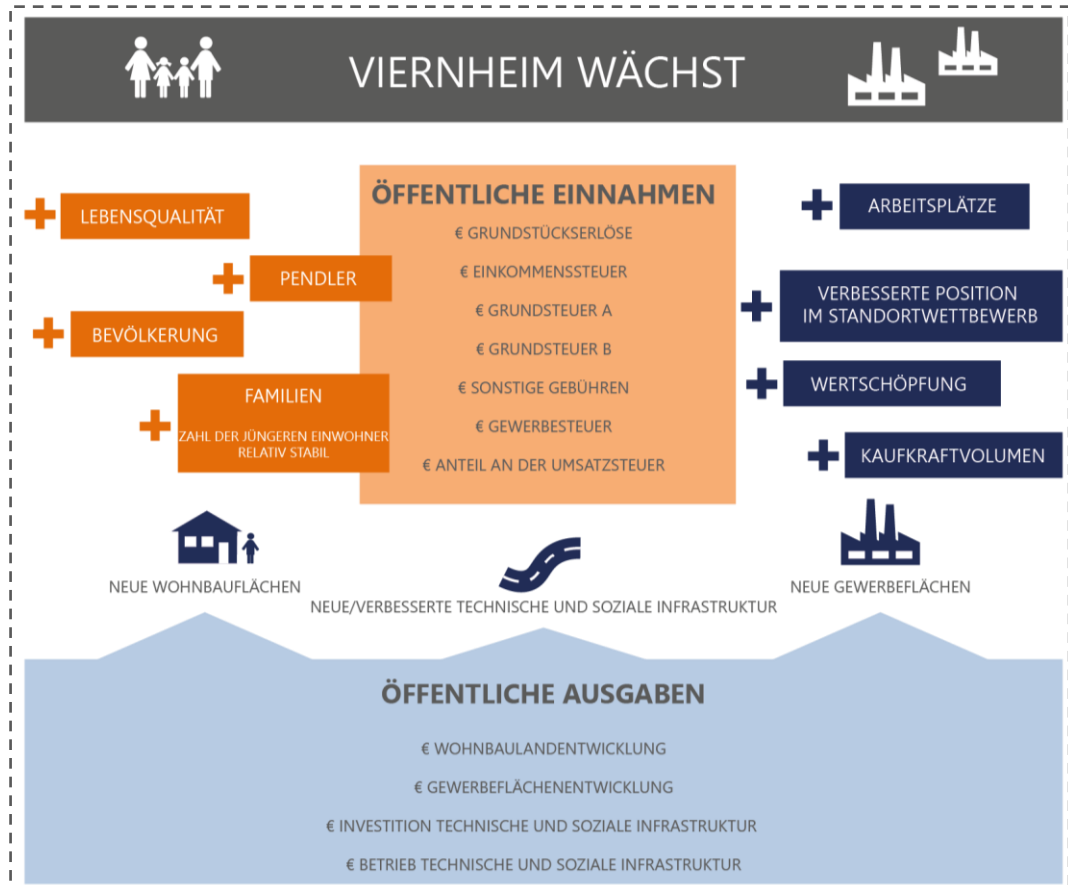 VIERNHEIM WÄCHST
LEBENSQUALITÄT
PENDLER
BEVÖLKERUNG
FAMILIEN
ZAHL DER JÜNGEREN EINWOHNER
RELATIV STABIL
ÖFFENTLICHE EINNAHMEN
€ GRUNDSTÜCKSERLÖSE
€ EINKOMMENSSTEUER
€ GRUNDSTEUER A
€ GRUNDSTEUER B
€ SONSTIGE GEBÜHREN
€ GEWERBESTEUER
€ ANTEIL AN DER UMSATZSTEUER
ARBEITSPLÄTZE
VERBESSERTE POSITION
IM STANDORTWETTBEWERB
WERTSCHÖPFUNG
KAUFKRAFTVOLUMEN
NEUE WOHNBAUFLÄCHEN
NEUE/VERBESSERTE TECHNISCHE UND SOZIALE INFRASTRUKTUR
NEUE GEWERBEFLÄCHEN
ÖFFENTLICHE AUSGABEN
€ WOHNBAULANDENTWICKLUNG
€ GEWERBEFLÄCHENENTWICKLUNG
€ INVESTITION TECHNISCHE UND SOZIALE INFRASTRUKTUR
€ BETRIEB TECHNISCHE UND SOZIALE INFRASTRUKTUR